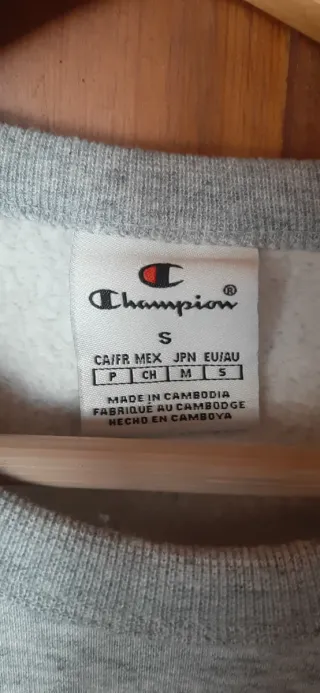 Champion®
S
CA/FR MEX JPN EU/AU
P CH M S
MADE IN CAMBODIA
FABRIQUÉ AU CAMBODGE
HECHO EN CAMBOYA